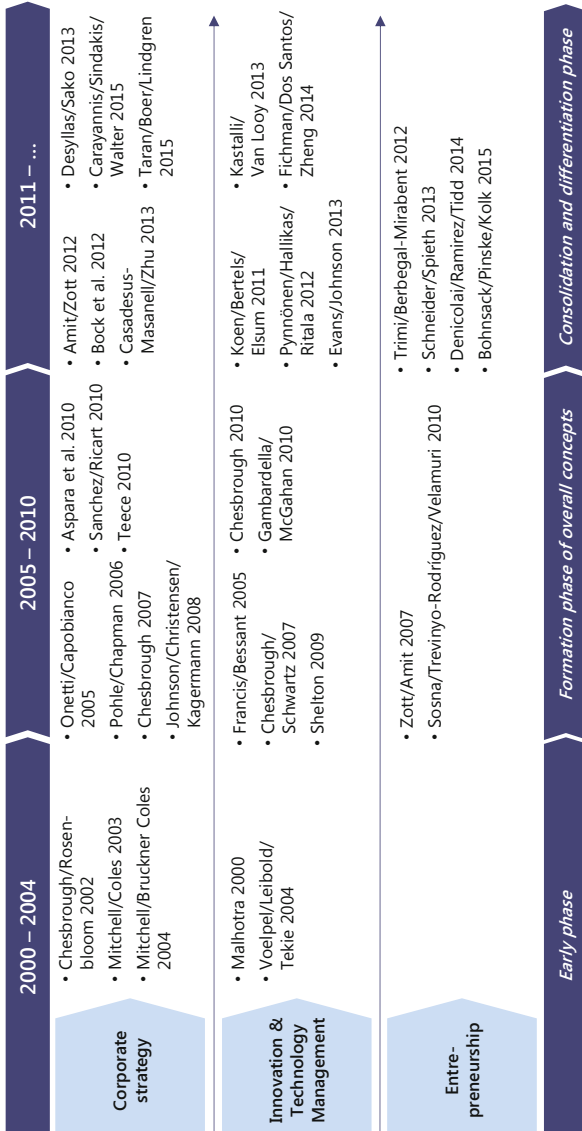 2000 – 2004
2005 – 2010
2011 – ...
Corporate
strategy
• Chesbrough/Rosen-
bloom 2002
• Mitchell/Coles 2003
• Mitchell/Bruckner Coles
2004
• Onetti/Capobianco
2005
• Pohle/Chapman 2006
• Chesbrough 2007
• Johnson/Christensen/
Kagermann 2008
• Aspara et al. 2010
• Sanchez/Ricart 2010
• Teece 2010
• Amit/Zott 2012
• Bock et al. 2012
• Casadesus-
Masanell/Zhu 2013
• Desyllas/Sako 2013
• Carayannis/Sindakis/
Walter 2015
• Taran/Boer/Lindgren
2015
Innovation &
Technology
Management
• Malhotra 2000
• Voelpel/Leibold/
Tekie 2004
• Francis/Bessant 2005
• Chesbrough/
Schwartz 2007
• Shelton 2009
• Chesbrough 2010
• Gambardella/
McGahan 2010
• Koen/Bertels/
Elsum 2011
• Pynnönen/Hallikas/
Ritala 2012
• Evans/Johnson 2013
• Kastalli/
Van Looy 2013
• Fichman/Dos Santos/
Zheng 2014
Entre-
preneurship
• Zott/Amit 2007
• Sosna/Trevinyo-Rodríguez/Velamuri 2010
• Trimi/Berbegal-Mirabent 2012
• Schneider/Spieth 2013
• Denicolai/Ramirez/Tidd 2014
• Bohnsack/Pinske/Kolk 2015
Early phase
Formation phase of overall concepts
Consolidation and differentiation phase